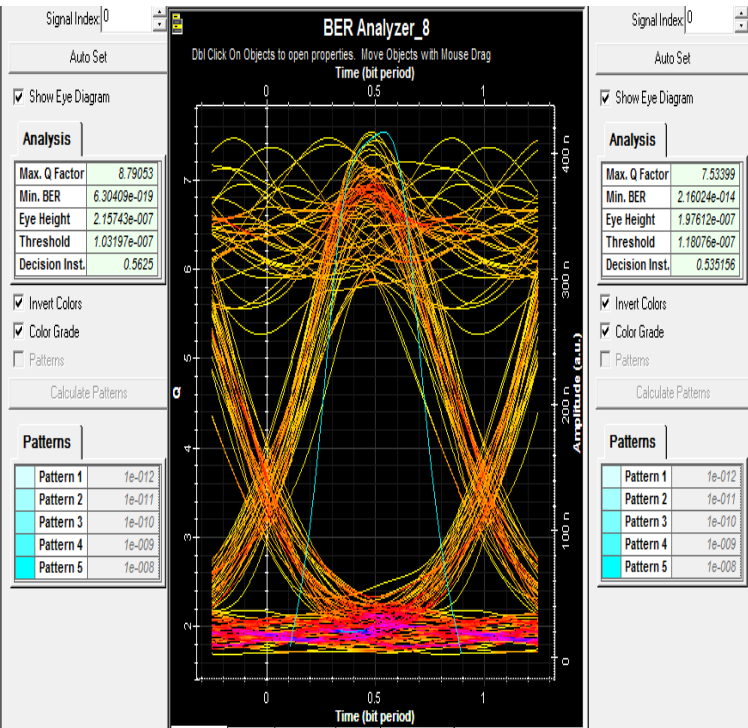 Signal Index: 0
Auto Set
Show Eye Diagram
Analysis
Max. Q Factor 8.79053
Min. BER 6.30409e-019
Eye Height 2.15743e-007
Threshold 1.03197e-007
Decision Inst. 0.5625
Invert Colors
Color Grade
Patterns
Calculate Patterns
Patterns
Pattern 1 1e-012
Pattern 2 1e-011
Pattern 3 1e-010
Pattern 4 1e-009
Pattern 5 1e-008
BER Analyzer_8
Dbl Click On Objects to open properties. Move Objects with Mouse Drag
Time (bit period)
0 0.5 1
7
6
5
4
3
2
Q
400 n
300 n
200 n
100 n
0
Amplitude (a.u.)
0 0.5 1
Time (bit period)
Signal Index: 0
Auto Set
Show Eye Diagram
Analysis
Max. Q Factor 7.53399
Min. BER 2.16024e-014
Eye Height 1.97612e-007
Threshold 1.18076e-007
Decision Inst. 0.535156
Invert Colors
Color Grade
Patterns
Calculate Patterns
Patterns
Pattern 1 1e-012
Pattern 2 1e-011
Pattern 3 1e-010
Pattern 4 1e-009
Pattern 5 1e-008